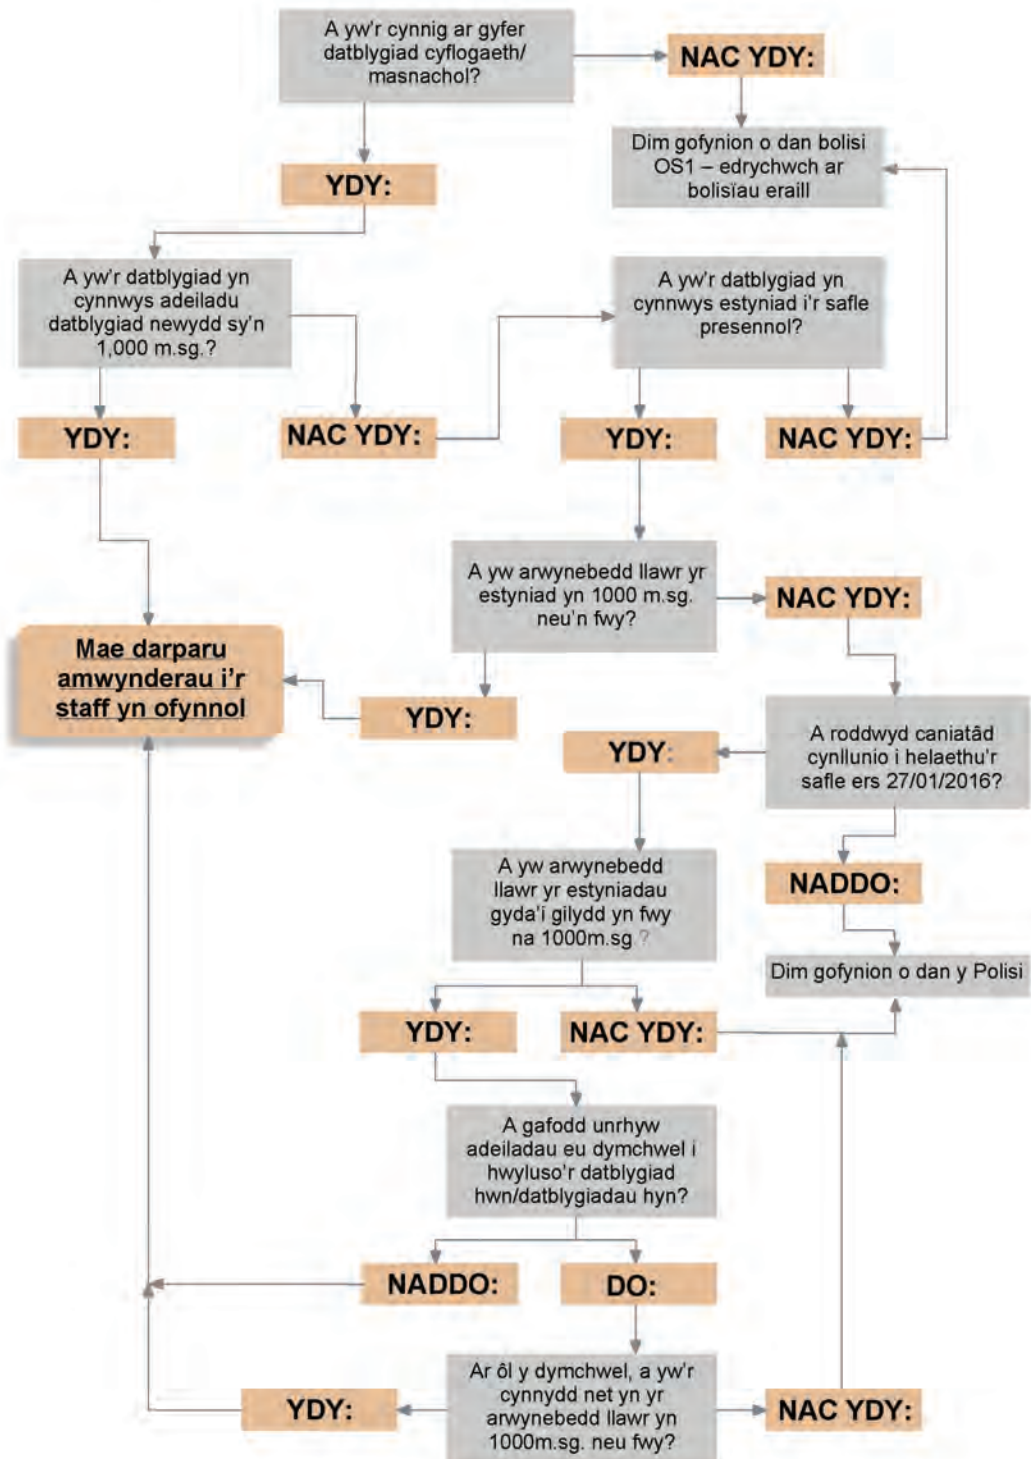 A yw'r cynnig ar gyfer
datblygiad cyflogaeth/
masnachol?
NAC YDY:
Dim gofynion o dan bolisi
OS1 – edrychwch ar
bolisïau eraill
YDY:
A yw'r datblygiad yn
cynnwys adeiladu
datblygiad newydd sy'n
1,000 m.sg.?
A yw'r datblygiad yn
cynnwys estyniad i'r safle
presennol?
YDY:
NAC YDY:
YDY:
NAC YDY:
A yw arwynebedd llawr yr
estyniad yn 1000 m.sg.
neu'n fwy?
NAC YDY:
Mae darparu
amwynderau i'r
staff yn ofynnol
YDY:
A roddwyd caniatâd
cynllunio i helaethu'r
safle ers 27/01/2016?
YDY:
A yw arwynebedd
llawr yr estyniadau
gyda'i gilydd yn fwy
na 1000m.sg ?
NADDO:
Dim gofynion o dan y Polisi
YDY:
NAC YDY:
A gafodd unrhyw
adeiladau eu dymchwel i
hwyluso'r datblygiad
hwn/datblygiadau hyn?
NADDO:
DO:
Ar ôl y dymchwel, a yw'r
cynnydd net yn yr
arwynebedd llawr yn
1000m.sg. neu fwy?
YDY:
NAC YDY: